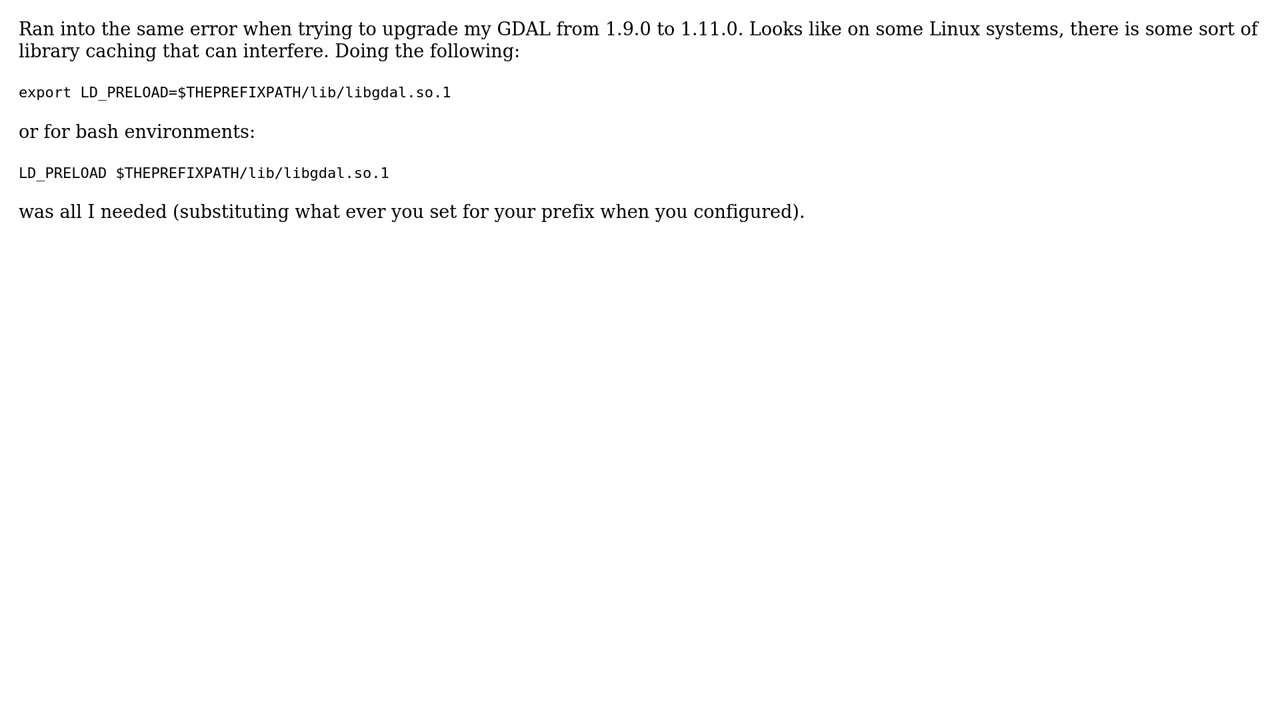 Ran into the same error when trying to upgrade my GDAL from 1.9.0 to 1.11.0. Looks like on some Linux systems, there is some sort of
library caching that can interfere. Doing the following:
export LD_PRELOAD=$THEPREFIXPATH/lib/libgdal.so.1
or for bash environments:
LD_PRELOAD $THEPREFIXPATH/lib/libgdal.so.1
was all I needed (substituting what ever you set for your prefix when you configured).